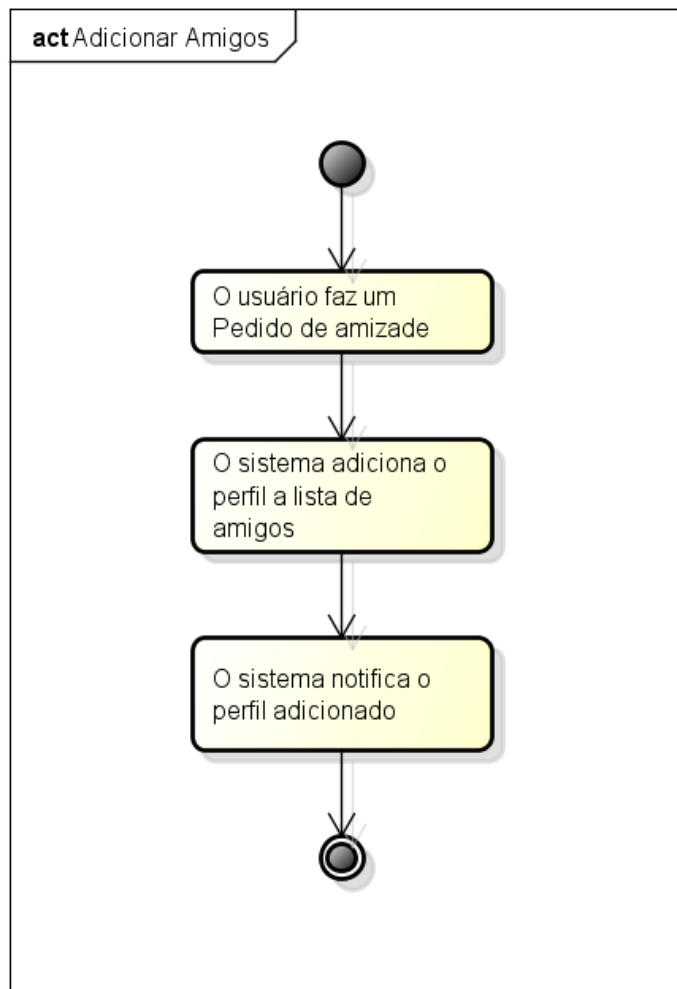 act Adicionar Amigos
O usuário faz um
Pedido de amizade
O sistema adiciona o
perfil a lista de
amigos
O sistema notifica o
perfil adicionado